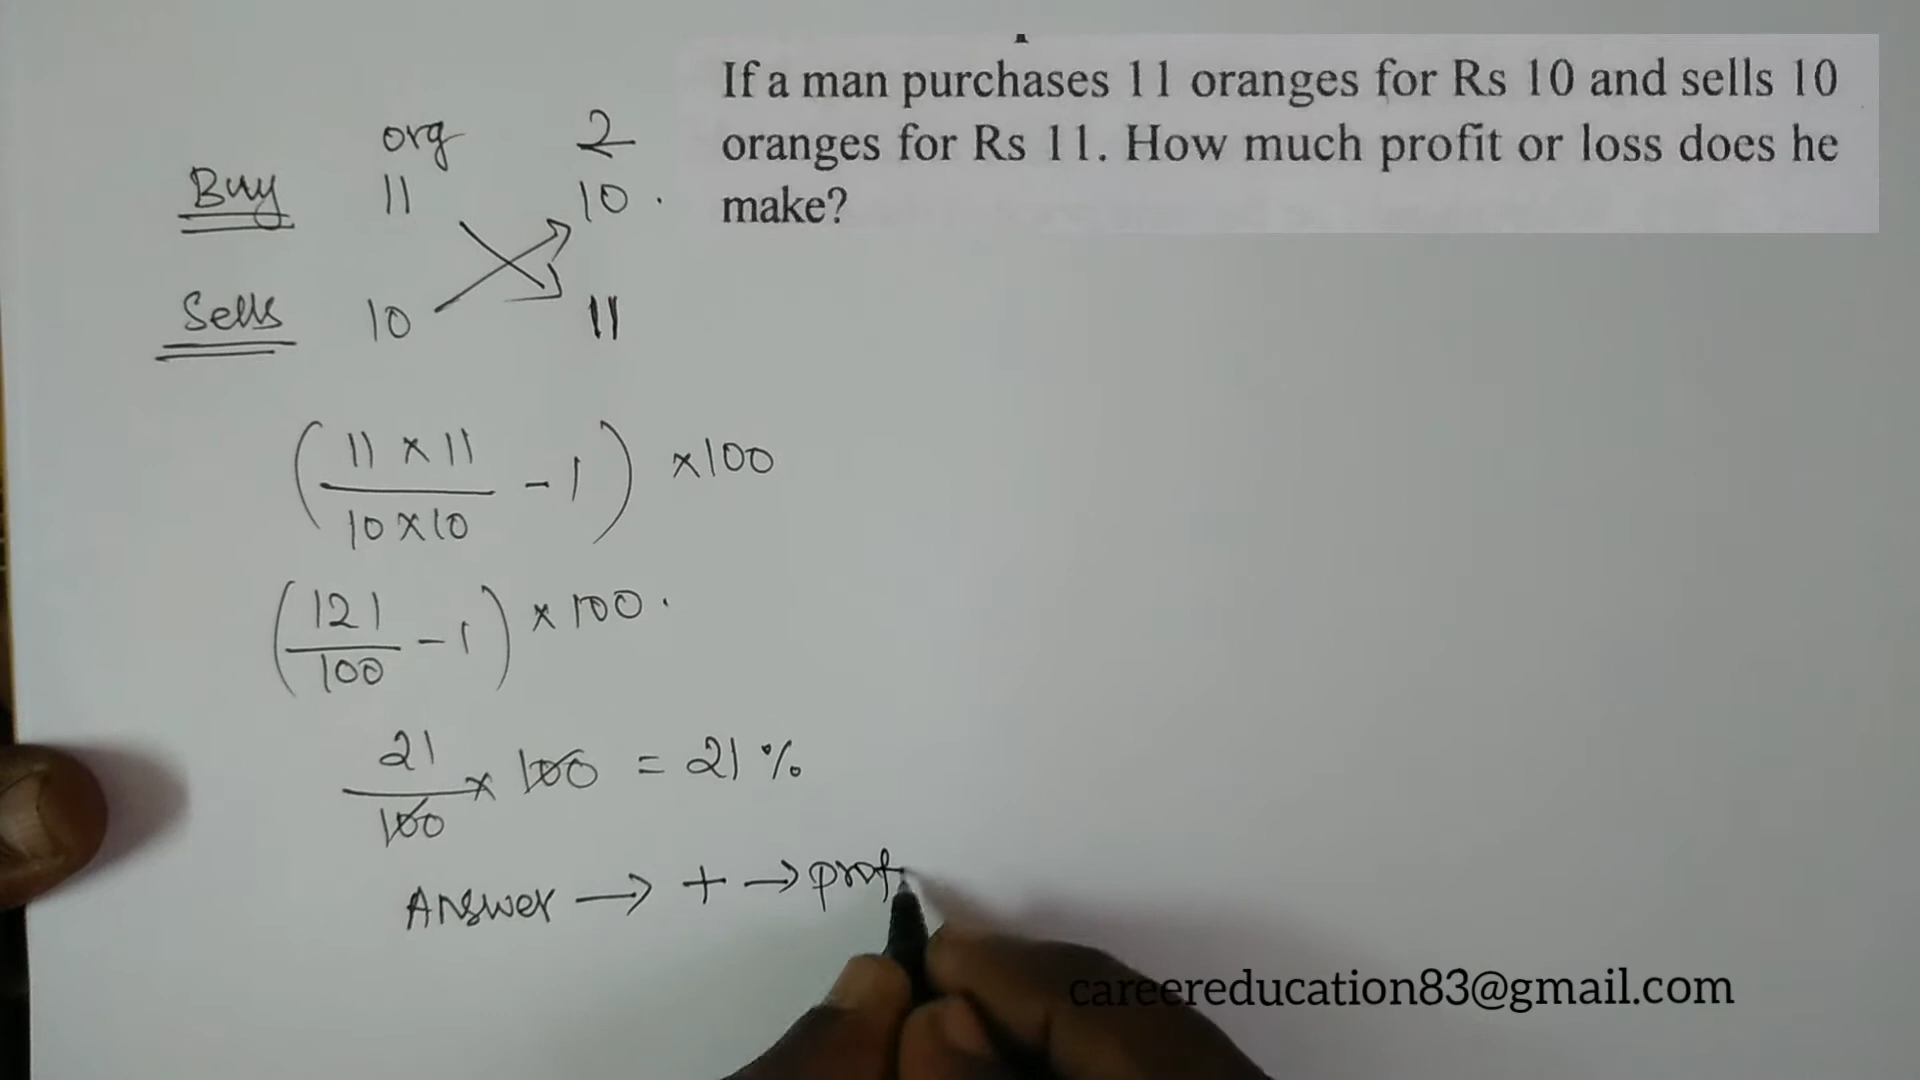 If a man purchases 11 oranges for Rs 10 and sells 10
oranges for Rs 11. How much profit or loss does he
make?
org
Buy 11 10.
Sells 10 11
(11 × 11 / 10 × 10 - 1) × 100
(121 / 100 - 1) × 100.
21 / 100 × 100 = 21 %
Answer → + → prof
careereducation83@gmail.com